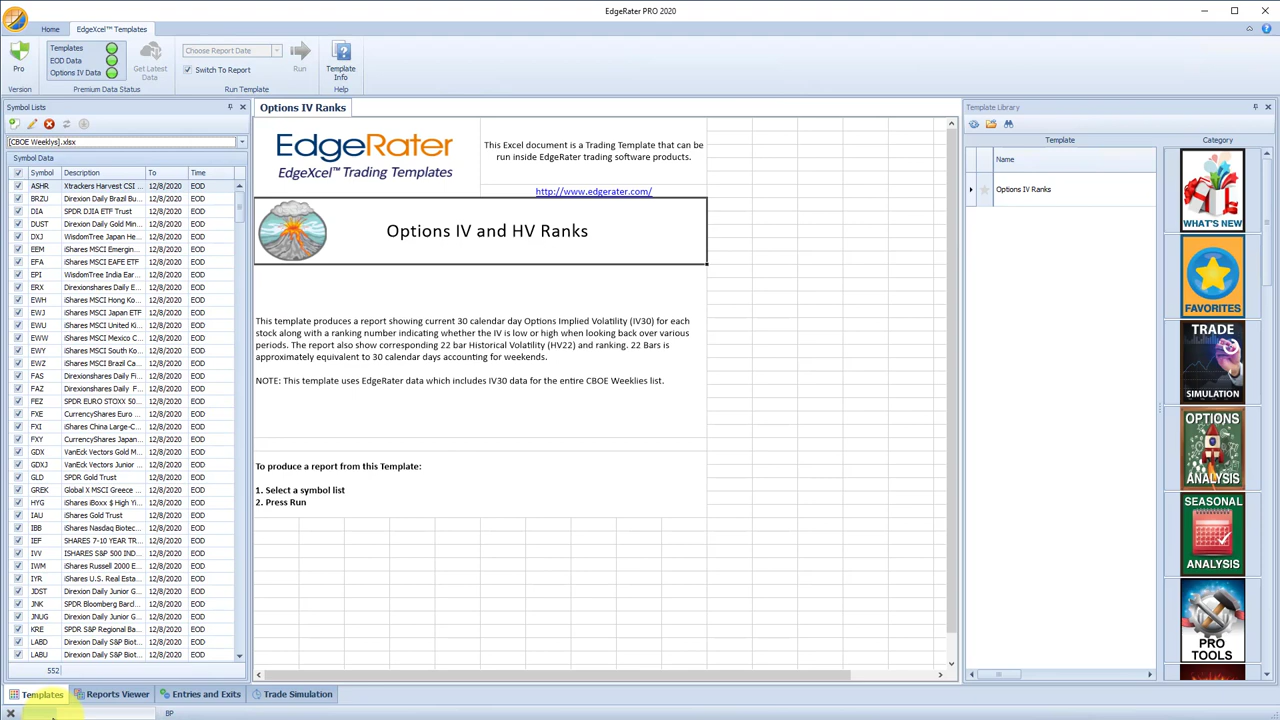 EdgeRater PRO 2020
Home
EdgeXcel™ Templates
Templates
EOD Data
Options IV Data
Pro
Get Latest
Data
Choose Report Date
Switch To Report
Run
Template
Info
Version
Premium Data Status
Run Template
Help
Symbol Lists
[CBOE Weeklys].xlsx
Symbol Data
Symbol Description To Time
ASHR Xtrackers Harvest CSI ... 12/8/2020 EOD
BRZU Direxion Daily Brazil Bu... 12/8/2020 EOD
DIA SPDR DJIA ETF Trust 12/8/2020 EOD
DUST Direxion Daily Gold Min... 12/8/2020 EOD
DXJ WisdomTree Japan He... 12/8/2020 EOD
EEM iShares MSCI Emergin... 12/8/2020 EOD
EFA iShares MSCI EAFE ETF 12/8/2020 EOD
EPI WisdomTree India Ear... 12/8/2020 EOD
ERX Direxionshares Daily E... 12/8/2020 EOD
EWH iShares MSCI Hong Ko... 12/8/2020 EOD
EWJ iShares MSCI Japan ETF 12/8/2020 EOD
EWU iShares MSCI United Ki... 12/8/2020 EOD
EWW iShares MSCI Mexico C... 12/8/2020 EOD
EWY iShares MSCI South Ko... 12/8/2020 EOD
EWZ iShares MSCI Brazil Ca... 12/8/2020 EOD
FAS Direxionshares Daily Fi... 12/8/2020 EOD
FAZ Direxionshares Daily F... 12/8/2020 EOD
FEZ SPDR EURO STOXX 50... 12/8/2020 EOD
FXE CurrencyShares Euro ... 12/8/2020 EOD
FXI iShares China Large-C... 12/8/2020 EOD
FXY CurrencyShares Japan... 12/8/2020 EOD
GDX VanEck Vectors Gold M... 12/8/2020 EOD
GDXJ VanEck Vectors Junior ... 12/8/2020 EOD
GLD SPDR Gold Trust 12/8/2020 EOD
GREK Global X MSCI Greece ... 12/8/2020 EOD
HYG iShares iBoxx $ High Yi... 12/8/2020 EOD
IAU iShares Gold Trust 12/8/2020 EOD
IBB iShares Nasdaq Biotec... 12/8/2020 EOD
IEF SHARES 7-10 YEAR TR... 12/8/2020 EOD
IVV ISHARES S&P 500 IND... 12/8/2020 EOD
IWM iShares Russell 2000 E... 12/8/2020 EOD
IYR iShares U.S. Real Esta... 12/8/2020 EOD
JDST Direxion Daily Junior G... 12/8/2020 EOD
JNK SPDR Bloomberg Barcl... 12/8/2020 EOD
JNUG Direxion Daily Junior G... 12/8/2020 EOD
KRE SPDR S&P Regional Ba... 12/8/2020 EOD
LABD Direxion Daily S&P Biot... 12/8/2020 EOD
LABU Direxion Daily S&P Biot... 12/8/2020 EOD
552
Options IV Ranks
EdgeRater
EdgeXcel™ Trading Templates
This Excel document is a Trading Template that can be
run inside EdgeRater trading software products.
http://www.edgerater.com/
Options IV and HV Ranks
This template produces a report showing current 30 calendar day Options Implied Volatility (IV30) for each
stock along with a ranking number indicating whether the IV is low or high when looking back over various
periods. The report also show corresponding 22 bar Historical Volatility (HV22) and ranking. 22 Bars is
approximately equivalent to 30 calendar days accounting for weekends.
NOTE: This template uses EdgeRater data which includes IV30 data for the entire CBOE Weeklies list.
To produce a report from this Template:
1. Select a symbol list
2. Press Run
Template Library
Template
Category
Name
Options IV Ranks
WHAT'S NEW
FAVORITES
TRADE
SIMULATION
OPTIONS
ANALYSIS
SEASONAL
ANALYSIS
PRO
TOOLS
Templates
Reports Viewer
Entries and Exits
Trade Simulation
BP